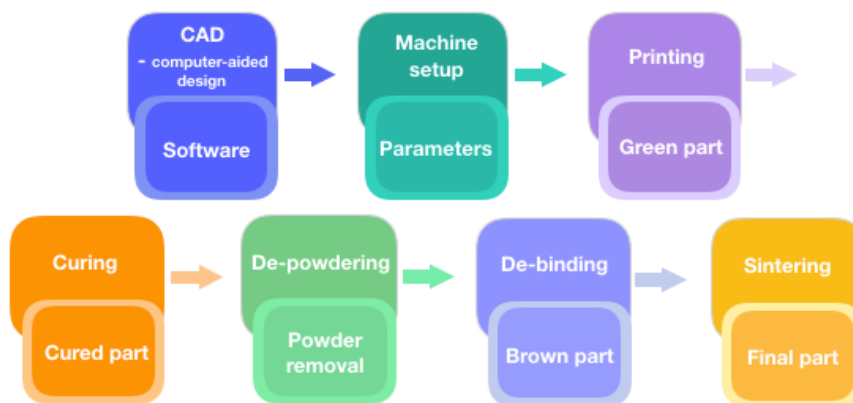 CAD
- computer-aided
design
Software
Machine
setup
Parameters
Printing
Green part
Curing
Cured part
De-powdering
Powder
removal
De-binding
Brown part
Sintering
Final part